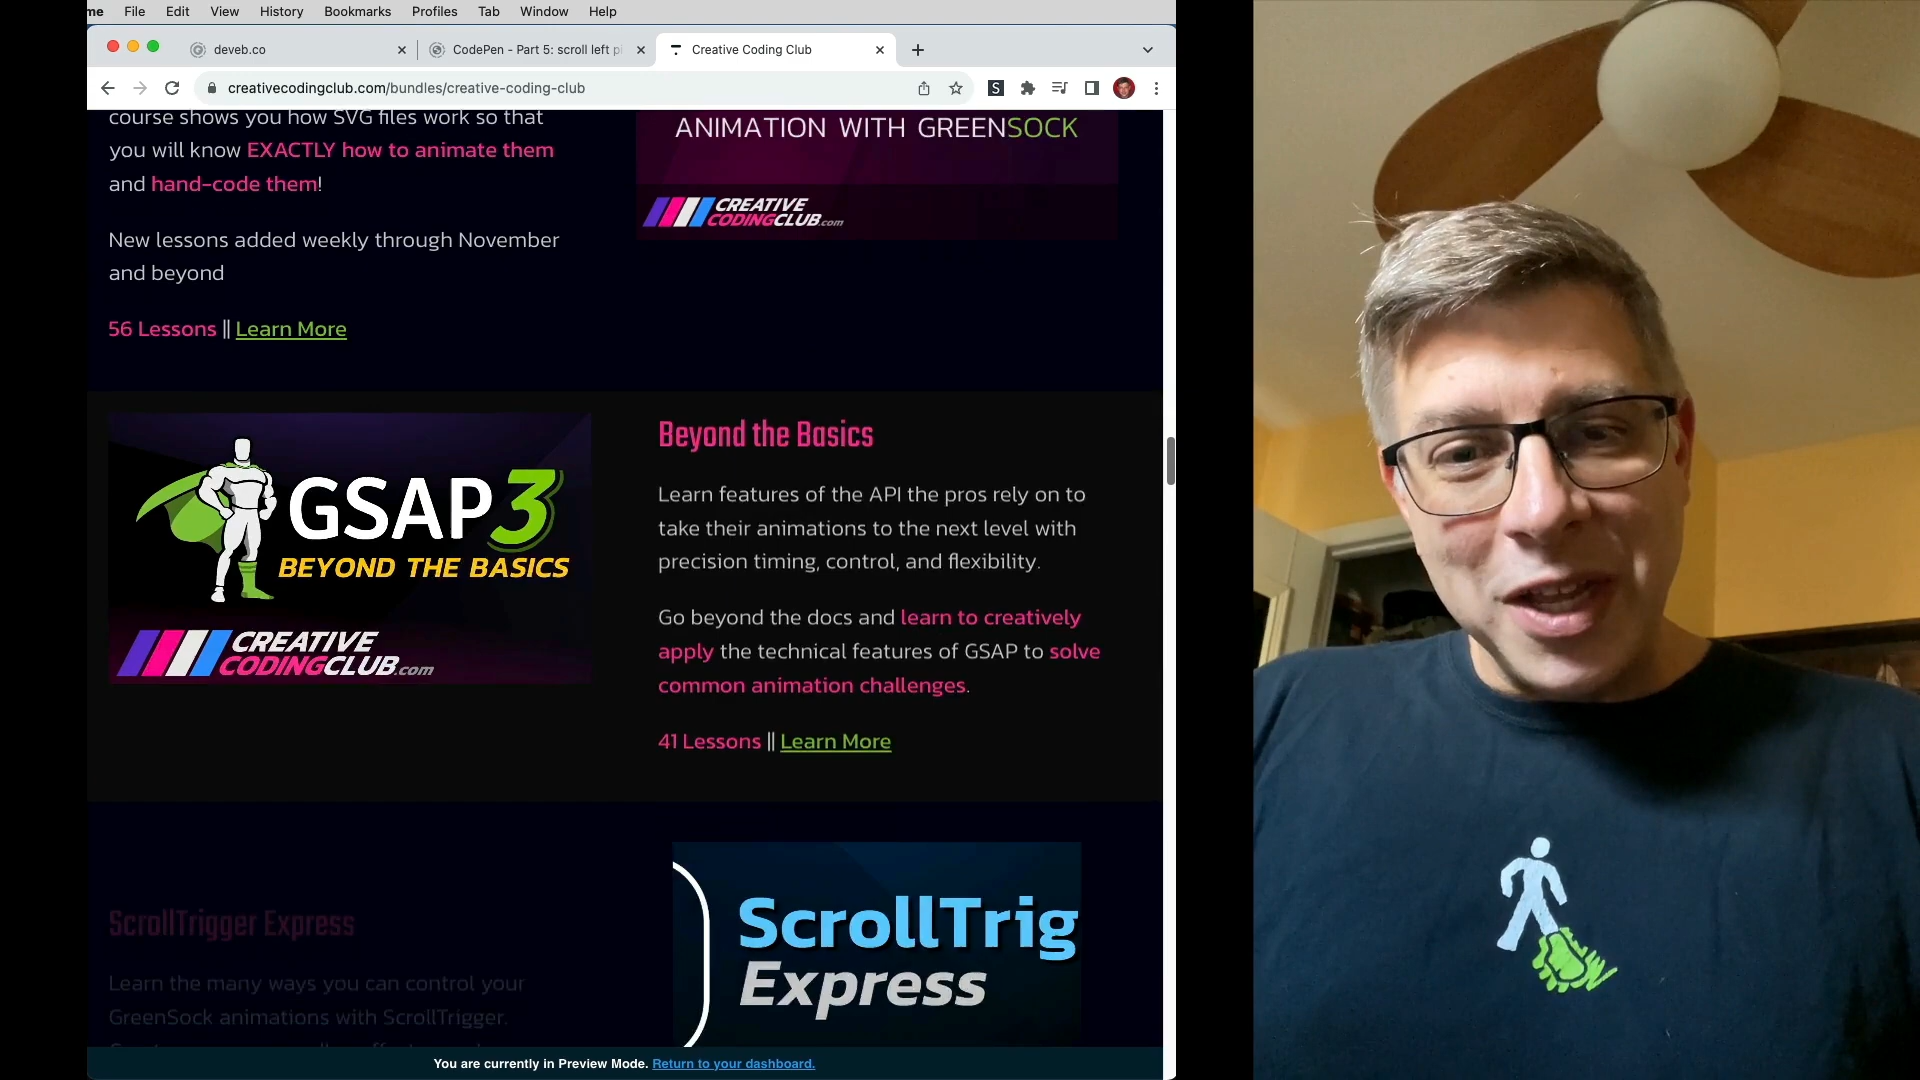 me File Edit View History Bookmarks Profiles Tab Window Help
deveb.co
CodePen - Part 5: scroll left
Creative Coding Club
creativecodingclub.com/bundles/creative-coding-club
course shows you how SVG files work so that
you will know EXACTLY how to animate them
and hand-code them!
New lessons added weekly through November
and beyond
56 Lessons || Learn More
ANIMATION WITH GREENSOCK
CREATIVE
CODINGCLUB.com
GSAP3
BEYOND THE BASICS
CREATIVE
CODINGCLUB.com
Beyond the Basics
Learn features of the API the pros rely on to
take their animations to the next level with
precision timing, control, and flexibility.
Go beyond the docs and learn to creatively
apply the technical features of GSAP to solve
common animation challenges.
41 Lessons || Learn More
ScrollTrigger Express
Learn the many ways you can control your
GreenSock animations with ScrollTrigger.
ScrollTrig
Express
You are currently in Preview Mode. Return to your dashboard.